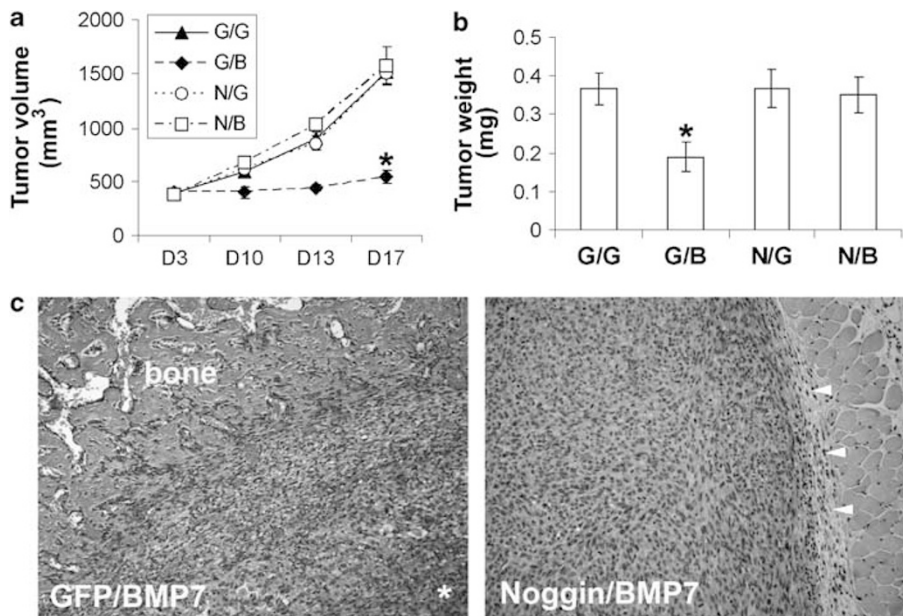 a
2000
1500
1000
500
0
Tumor volume
(mm³)
G/G
G/B
N/G
N/B
*
D3 D10 D13 D17
b
0.5
0.4
0.3
0.2
0.1
0
Tumor weight
(mg)
*
G/G G/B N/G N/B
c
bone
GFP/BMP7 *
Noggin/BMP7